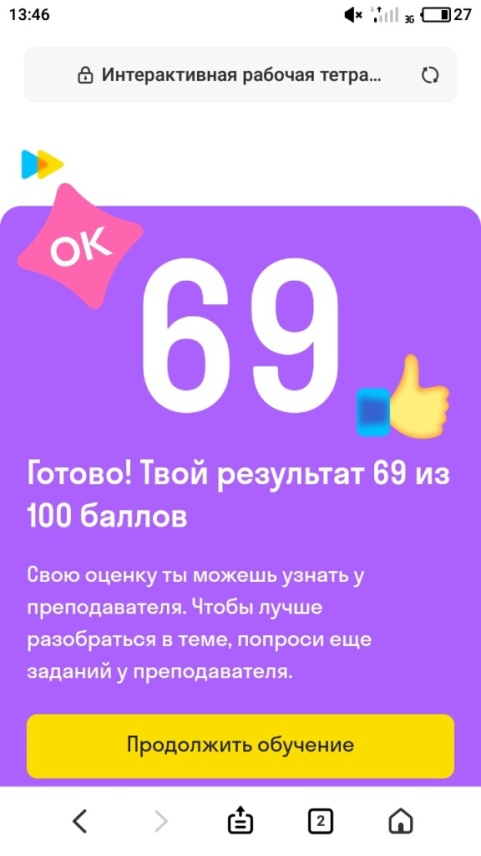 13:46
3G
27
Интерактивная рабочая тетра...
OK
69
Готово! Твой результат 69 из
100 баллов
Свою оценку ты можешь узнать у
преподавателя. Чтобы лучше
разобраться в теме, попроси еще
заданий у преподавателя.
Продолжить обучение
2